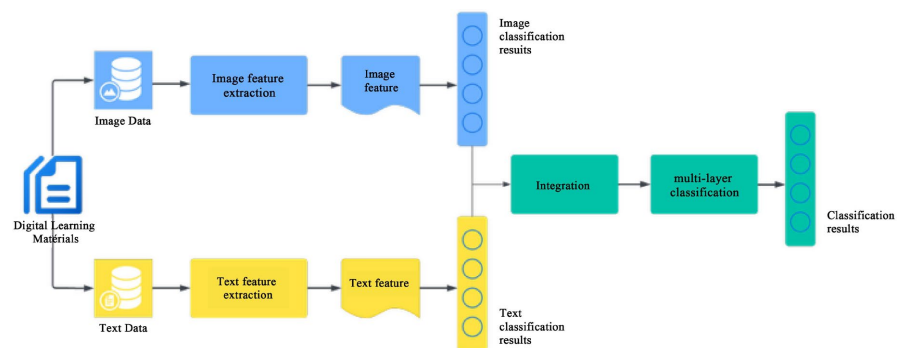 Image
classification
results
Image feature
extraction
Image
feature
Image Data
Integration
multi-layer
classification
Digital Learning
Materials
Classification
results
Text feature
extraction
Text feature
Text Data
Text
classification
results